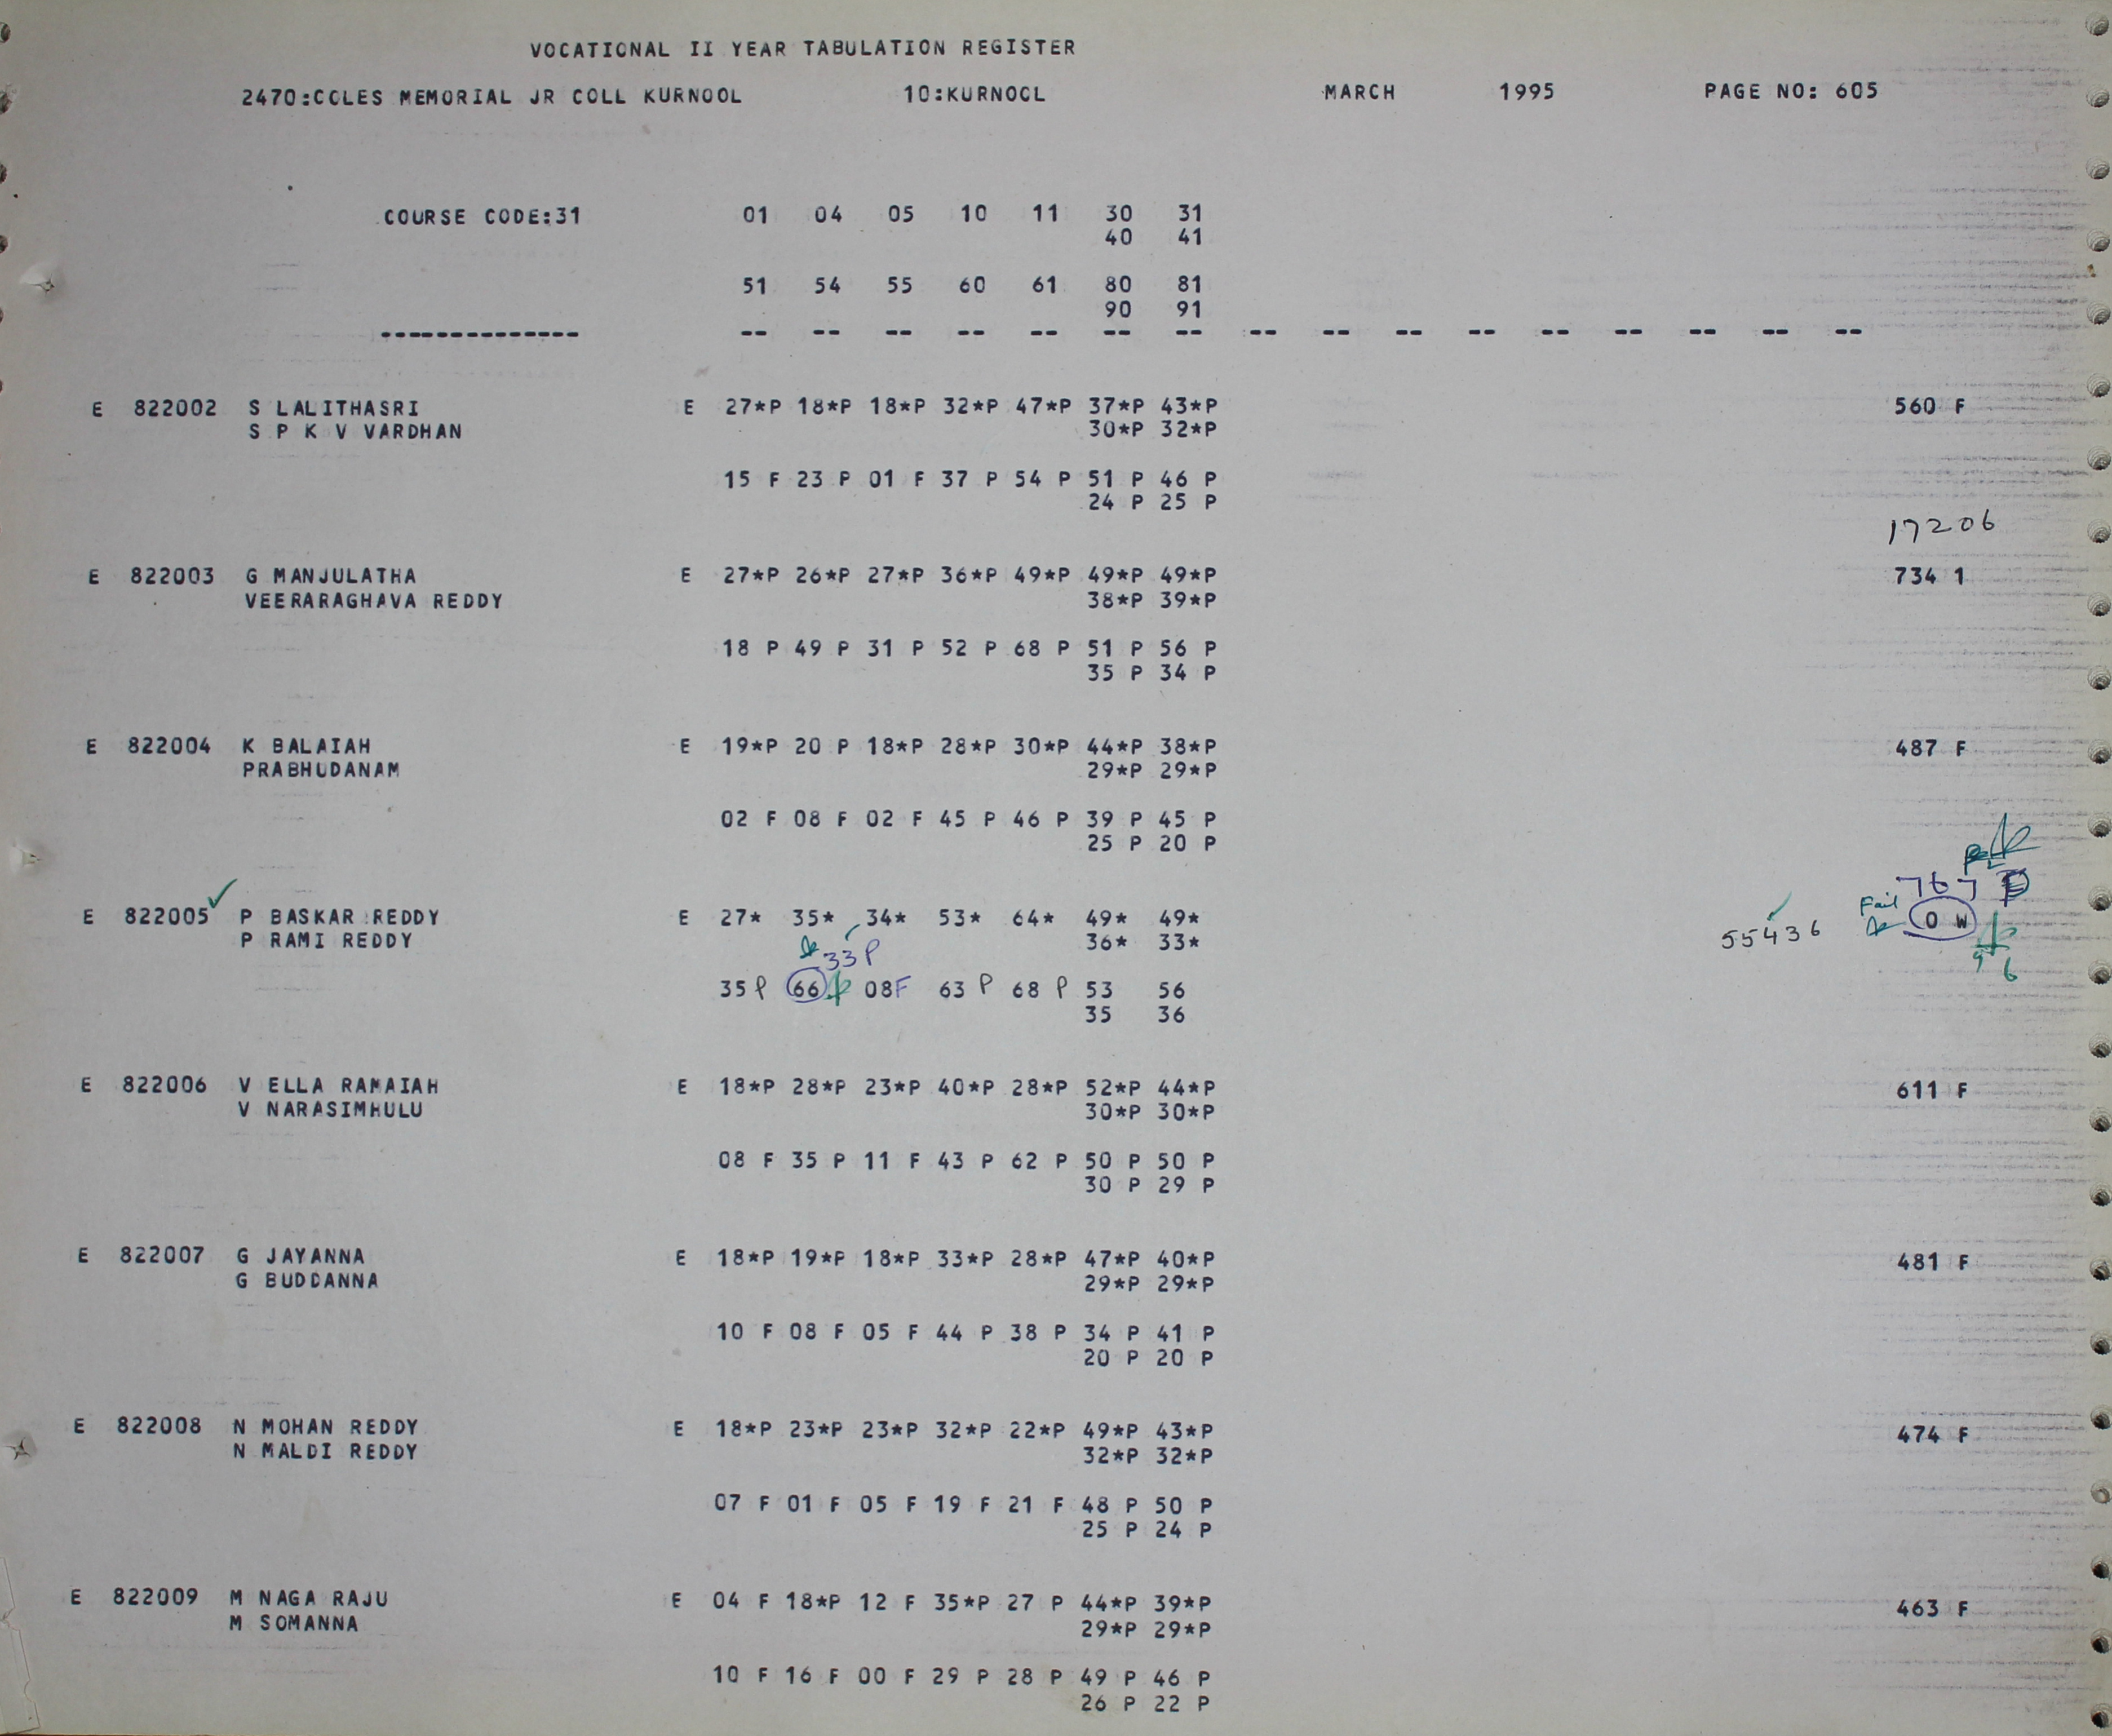 VOCATIONAL II YEAR TABULATION REGISTER
2470:COLES MEMORIAL JR COLL KURNOOL 10:KURNOOL MARCH 1995 PAGE NO: 605
COURSE CODE:31 01 04 05 10 11 30 31
40 41
51 54 55 60 61 80 81
90 91
-------------- -- -- -- -- -- -- -- -- -- -- -- -- -- -- -- --
E 822002 S LALITHASRI E 27*P 18*P 18*P 32*P 47*P 37*P 43*P 560 F
S P K V VARDHAN 30*P 32*P
15 F 23 P 01 F 37 P 54 P 51 P 46 P
24 P 25 P
17206
E 822003 G MANJULATHA E 27*P 26*P 27*P 36*P 49*P 49*P 49*P 734 1
VEERARAGHAVA REDDY 38*P 39*P
18 P 49 P 31 P 52 P 68 P 51 P 56 P
35 P 34 P
E 822004 K BALAIAH E 19*P 20 P 18*P 28*P 30*P 44*P 38*P 487 F
PRABHUDANAM 29*P 29*P
02 F 08 F 02 F 45 P 46 P 39 P 45 P
25 P 20 P
767
E 822005 P BASKAR REDDY E 27* 35* 34* 53* 64* 49* 49* 55436 Fail 0 W
P RAMI REDDY 36* 33*
33P
35 P 66 08F 63 P 68 P 53 56
35 36
E 822006 V ELLA RAMAIAH E 18*P 28*P 23*P 40*P 28*P 52*P 44*P 611 F
V NARASIMHULU 30*P 30*P
08 F 35 P 11 F 43 P 62 P 50 P 50 P
30 P 29 P
E 822007 G JAYANNA E 18*P 19*P 18*P 33*P 28*P 47*P 40*P 481 F
G BUDDANNA 29*P 29*P
10 F 08 F 05 F 44 P 38 P 34 P 41 P
20 P 20 P
E 822008 N MOHAN REDDY E 18*P 23*P 23*P 32*P 22*P 49*P 43*P 474 F
N MALDI REDDY 32*P 32*P
07 F 01 F 05 F 19 F 21 F 48 P 50 P
25 P 24 P
E 822009 M NAGA RAJU E 04 F 18*P 12 F 35*P 27 P 44*P 39*P 463 F
M SOMANNA 29*P 29*P
10 F 16 F 00 F 29 P 28 P 49 P 46 P
26 P 22 P